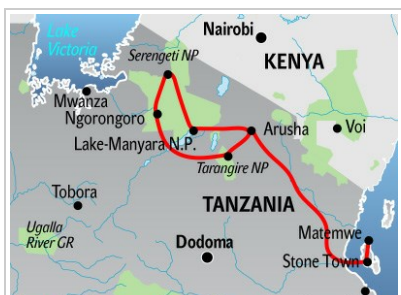 Lake
Victoria
Nairobi
Serengeti NP
KENYA
Mwanza
Ngorongoro
Arusha
Voi
Lake-Manyara N.P.
Tarangire NP
Tobora
TANZANIA
Ugalla
River GR
Matemwe
Dodoma
Stone Town